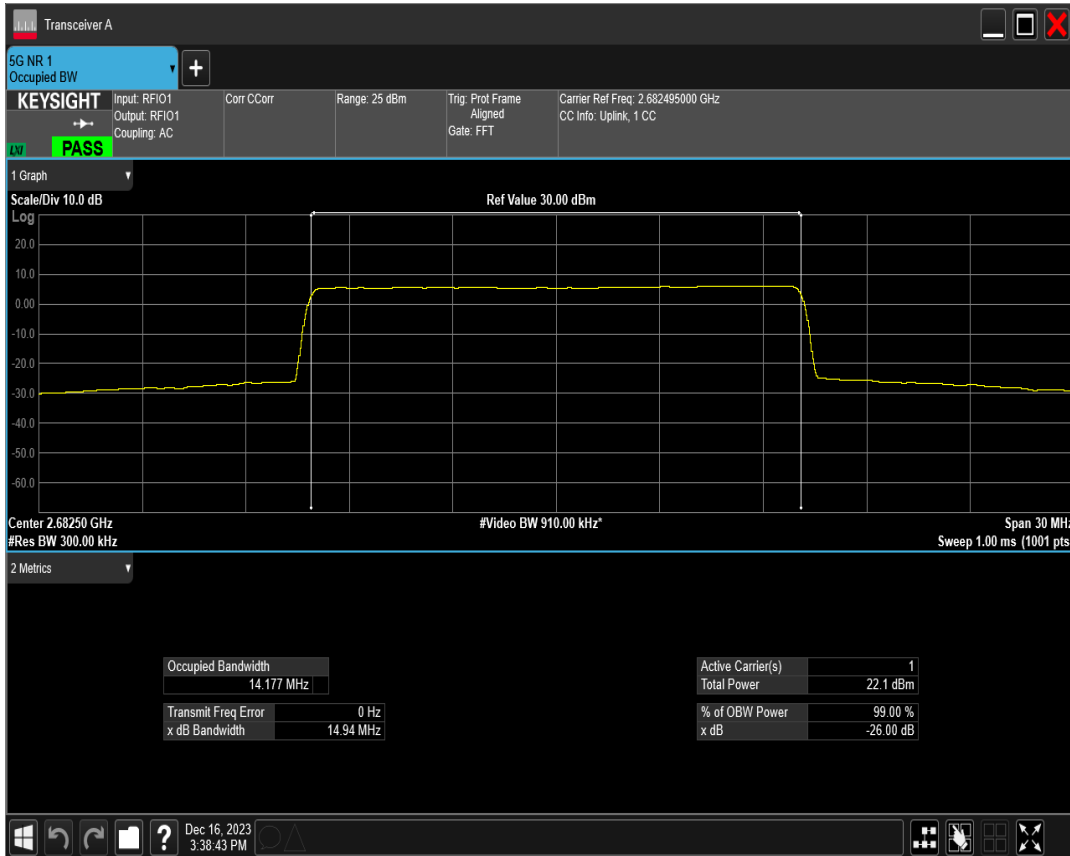 Transceiver A
5G NR 1
Occupied BW
KEYSIGHT
LXI
PASS
Input: RFIO1
Output: RFIO1
Coupling: AC
Corr CCorr
Range: 25 dBm
Trig: Prot Frame
Aligned
Gate: FFT
Carrier Ref Freq: 2.682495000 GHz
CC Info: Uplink, 1 CC
1 Graph
Scale/Div 10.0 dB
Ref Value 30.00 dBm
Log
20.0
10.0
0.00
-10.0
-20.0
-30.0
-40.0
-50.0
-60.0
Center 2.68250 GHz
#Video BW 910.00 kHz*
Span 30 MHz
#Res BW 300.00 kHz
Sweep 1.00 ms (1001 pts
2 Metrics
Occupied Bandwidth
14.177 MHz
Transmit Freq Error 0 Hz
x dB Bandwidth 14.94 MHz
Active Carrier(s) 1
Total Power 22.1 dBm
% of OBW Power 99.00 %
x dB -26.00 dB
?
Dec 16, 2023
3:38:43 PM